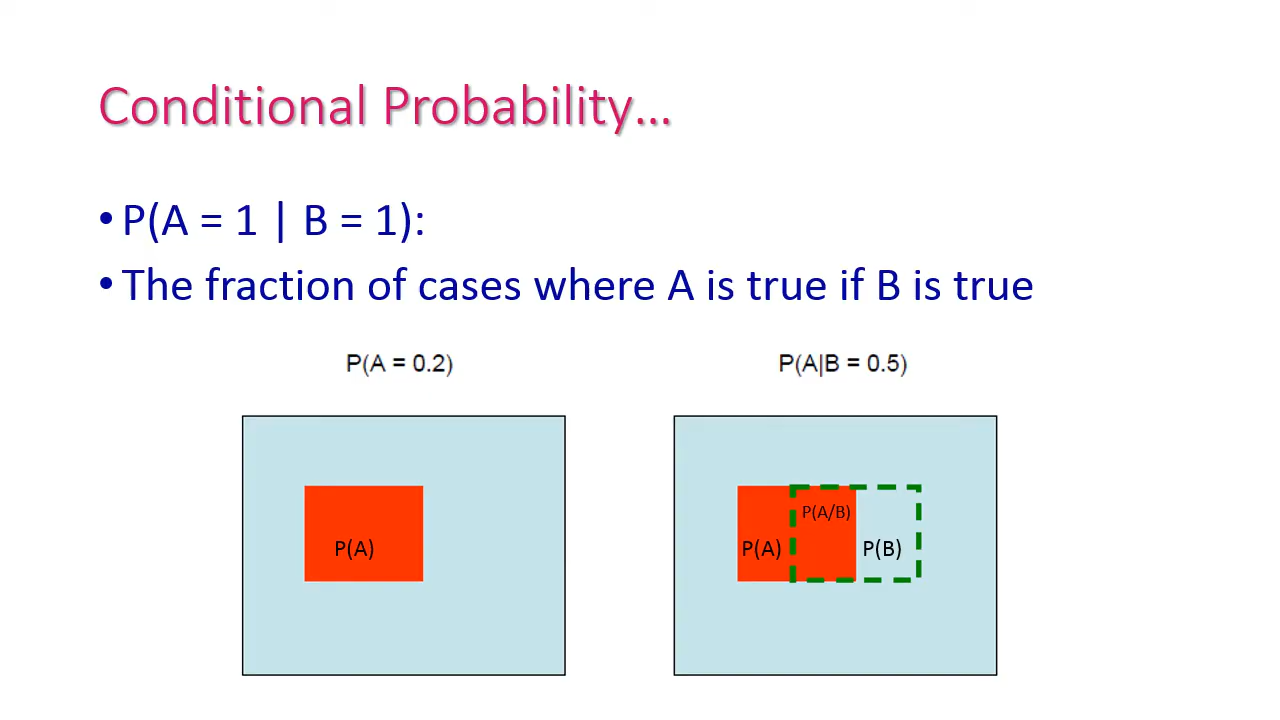 Conditional Probability...
• P(A = 1 | B = 1):
• The fraction of cases where A is true if B is true
P(A = 0.2)
P(A|B = 0.5)
P(A)
P(A/B)
P(A)
P(B)